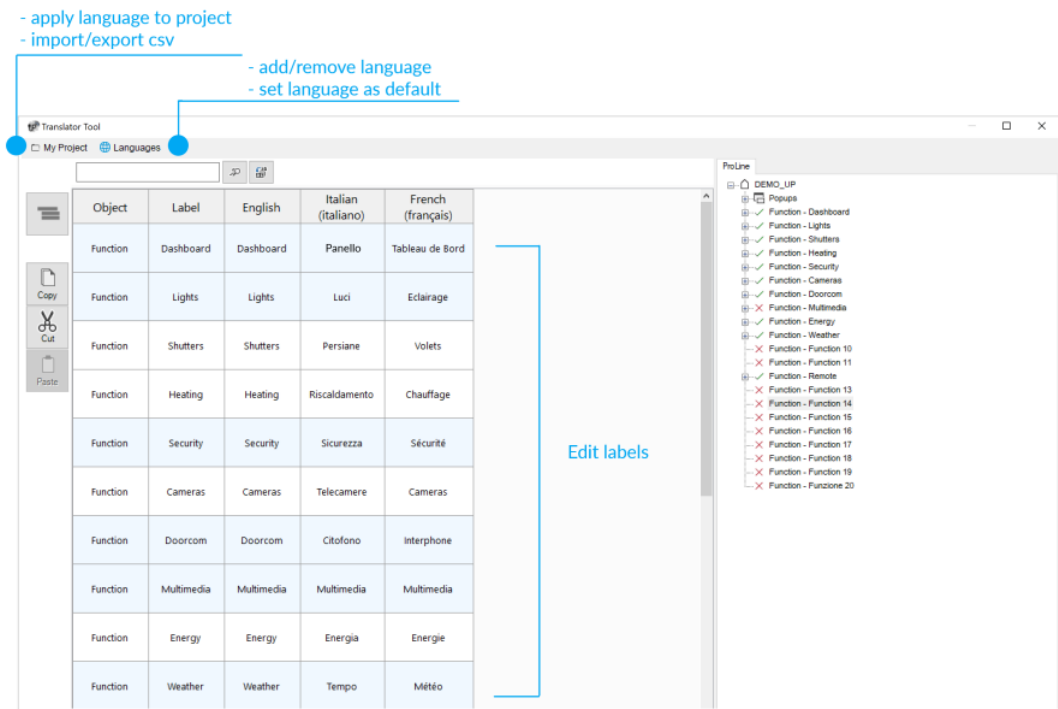 - apply language to project
- import/export csv
- add/remove language
- set language as default
Translator Tool
My Project Languages
Object Label English Italian (italiano) French (français)
Function Dashboard Dashboard Panello Tableau de Bord
Function Lights Lights Luci Eclairage
Function Shutters Shutters Persiane Volets
Function Heating Heating Riscaldamento Chauffage
Function Security Security Sicurezza Sécurité
Function Cameras Cameras Telecamere Cameras
Function Doorcom Doorcom Citofono Interphone
Function Multimedia Multimedia Multimedia Multimedia
Function Energy Energy Energia Energie
Function Weather Weather Tempo Météo
Copy
Cut
Paste
Edit labels
ProLine
DEMO_UP
Popups
Function - Dashboard
Function - Lights
Function - Shutters
Function - Heating
Function - Security
Function - Cameras
Function - Doorcom
Function - Multimedia
Function - Energy
Function - Weather
Function - Function 10
Function - Function 11
Function - Remote
Function - Function 13
Function - Function 14
Function - Function 15
Function - Function 16
Function - Function 17
Function - Function 18
Function - Function 19
Function - Funzione 20